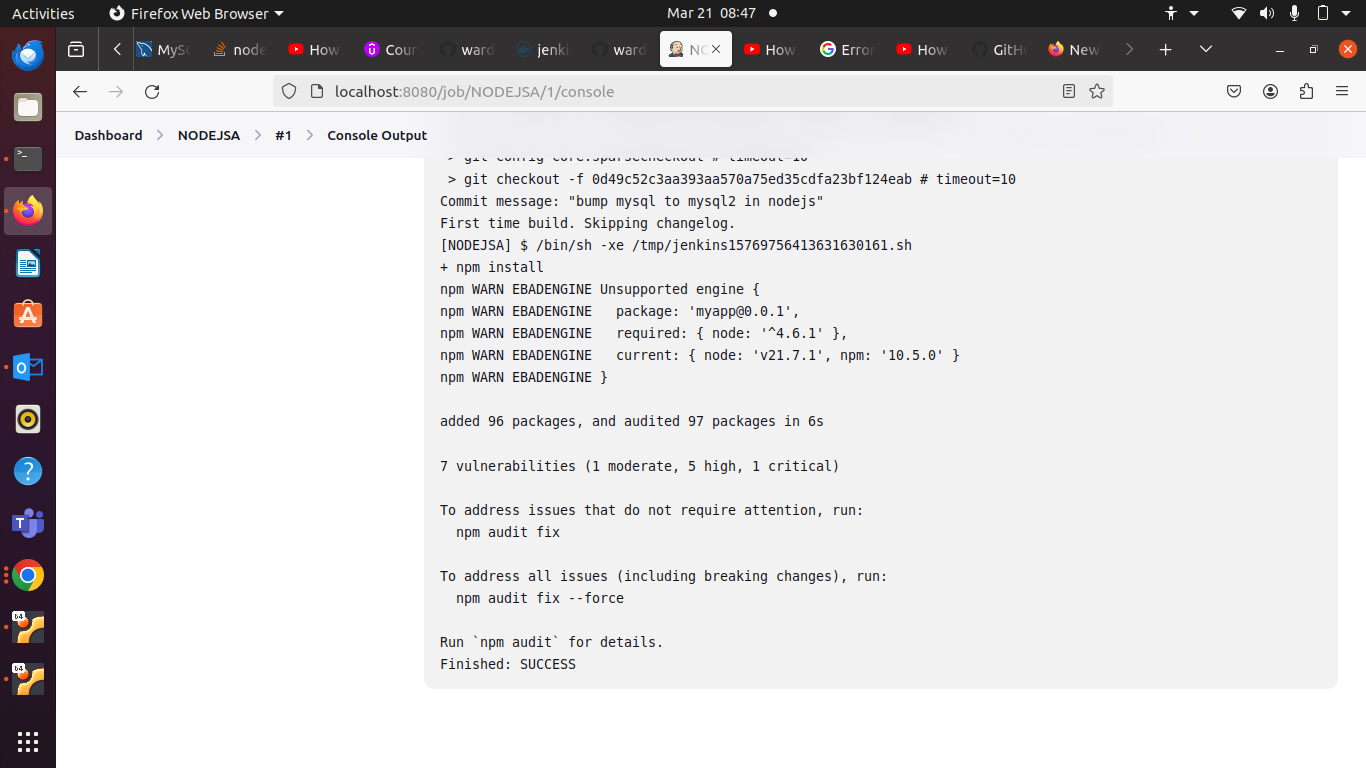 Activities
Firefox Web Browser
Mar 21 08:47
MySC
node
How
Cour
ward
jenki
ward
NO
How
Error
How
GitH
New
localhost:8080/job/NODEJSA/1/console
Dashboard
NODEJSA
#1
Console Output
> git config core.sparsecheckout # timeout=10
> git checkout -f 0d49c52c3aa393aa570a75ed35cdfa23bf124eab # timeout=10
Commit message: "bump mysql to mysql2 in nodejs"
First time build. Skipping changelog.
[NODEJSA] $ /bin/sh -xe /tmp/jenkins15769756413631630161.sh
+ npm install
npm WARN EBADENGINE Unsupported engine {
npm WARN EBADENGINE   package: 'myapp@0.0.1',
npm WARN EBADENGINE   required: { node: '^4.6.1' },
npm WARN EBADENGINE   current: { node: 'v21.7.1', npm: '10.5.0' }
npm WARN EBADENGINE }
added 96 packages, and audited 97 packages in 6s
7 vulnerabilities (1 moderate, 5 high, 1 critical)
To address issues that do not require attention, run:
npm audit fix
To address all issues (including breaking changes), run:
npm audit fix --force
Run `npm audit` for details.
Finished: SUCCESS